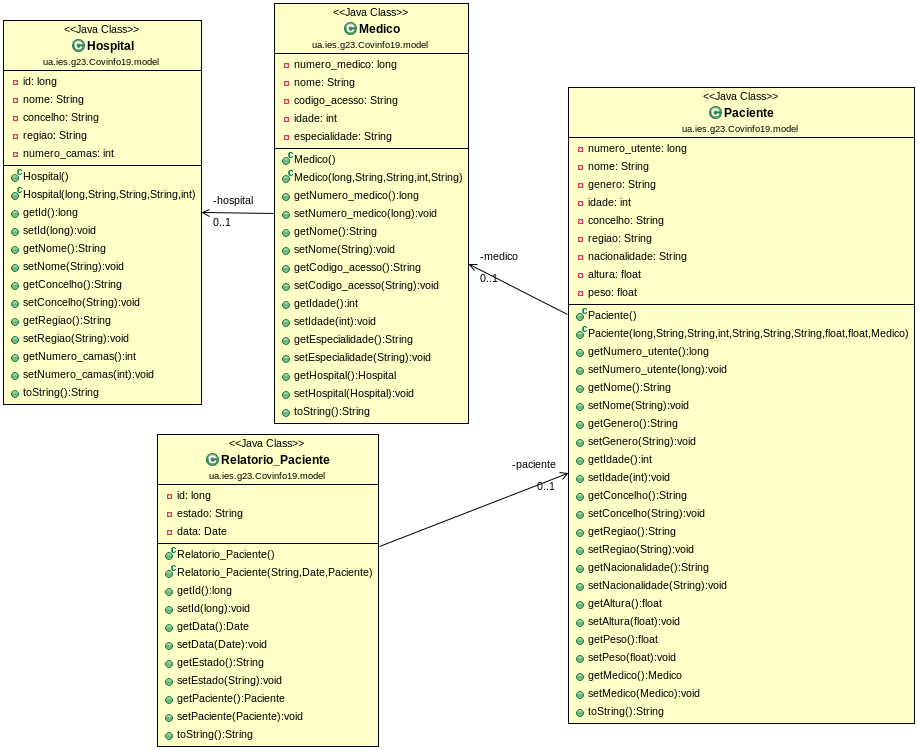 <<Java Class>>
Hospital
ua.ies.g23.Covinfo19.model
id: long
nome: String
concelho: String
regiao: String
numero_camas: int
Hospital()
Hospital(long,String,String,String,int)
getId():long
setId(long):void
getNome():String
setNome(String):void
getConcelho():String
setConcelho(String):void
getRegiao():String
setRegiao(String):void
getNumero_camas():int
setNumero_camas(int):void
toString():String
-hospital
0..1
<<Java Class>>
Medico
ua.ies.g23.Covinfo19.model
numero_medico: long
nome: String
codigo_acesso: String
idade: int
especialidade: String
Medico()
Medico(long,String,String,int,String)
getNumero_medico():long
setNumero_medico(long):void
getNome():String
setNome(String):void
getCodigo_acesso():String
setCodigo_acesso(String):void
getIdade():int
setIdade(int):void
getEspecialidade():String
setEspecialidade(String):void
getHospital():Hospital
setHospital(Hospital):void
toString():String
-medico
0..1
<<Java Class>>
Paciente
ua.ies.g23.Covinfo19.model
numero_utente: long
nome: String
genero: String
idade: int
concelho: String
regiao: String
nacionalidade: String
altura: float
peso: float
Paciente()
Paciente(long,String,String,int,String,String,String,float,float,Medico)
getNumero_utente():long
setNumero_utente(long):void
getNome():String
setNome(String):void
getGenero():String
setGenero(String):void
getIdade():int
setIdade(int):void
getConcelho():String
setConcelho(String):void
getRegiao():String
setRegiao(String):void
getNacionalidade():String
setNacionalidade(String):void
getAltura():float
setAltura(float):void
getPeso():float
setPeso(float):void
getMedico():Medico
setMedico(Medico):void
toString():String
<<Java Class>>
Relatorio_Paciente
ua.ies.g23.Covinfo19.model
id: long
estado: String
data: Date
Relatorio_Paciente()
Relatorio_Paciente(String,Date,Paciente)
getId():long
setId(long):void
getData():Date
setData(Date):void
getEstado():String
setEstado(String):void
getPaciente():Paciente
setPaciente(Paciente):void
toString():String
-paciente
0..1